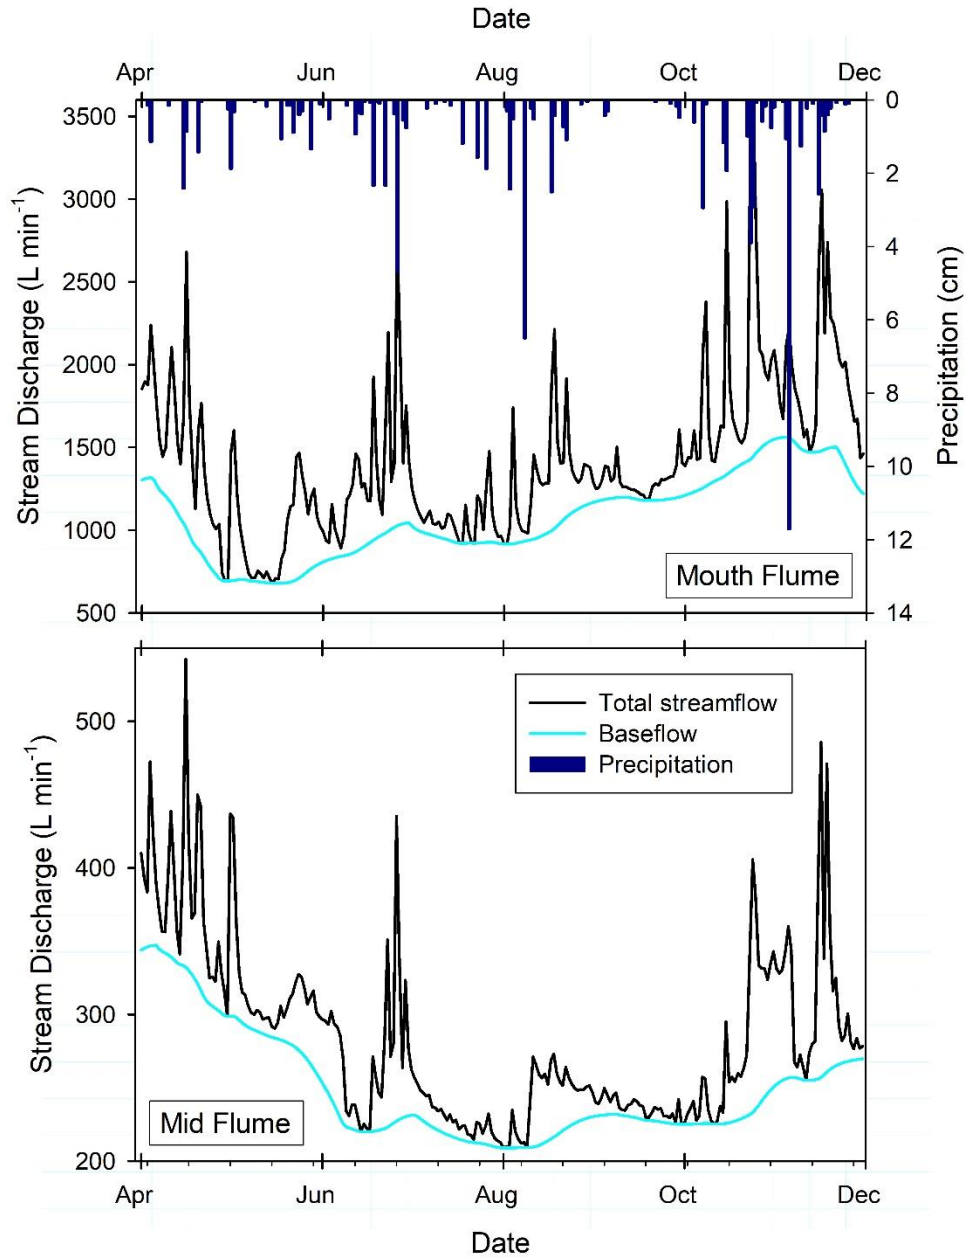 Date
Apr Jun Aug Oct Dec
3500
3000
2500
2000
1500
1000
500
Stream Discharge (L min⁻¹)
0
2
4
6
8
10
12
14
Precipitation (cm)
Mouth Flume
500
400
300
200
Stream Discharge (L min⁻¹)
Total streamflow
Baseflow
Precipitation
Mid Flume
Apr Jun Aug Oct Dec
Date